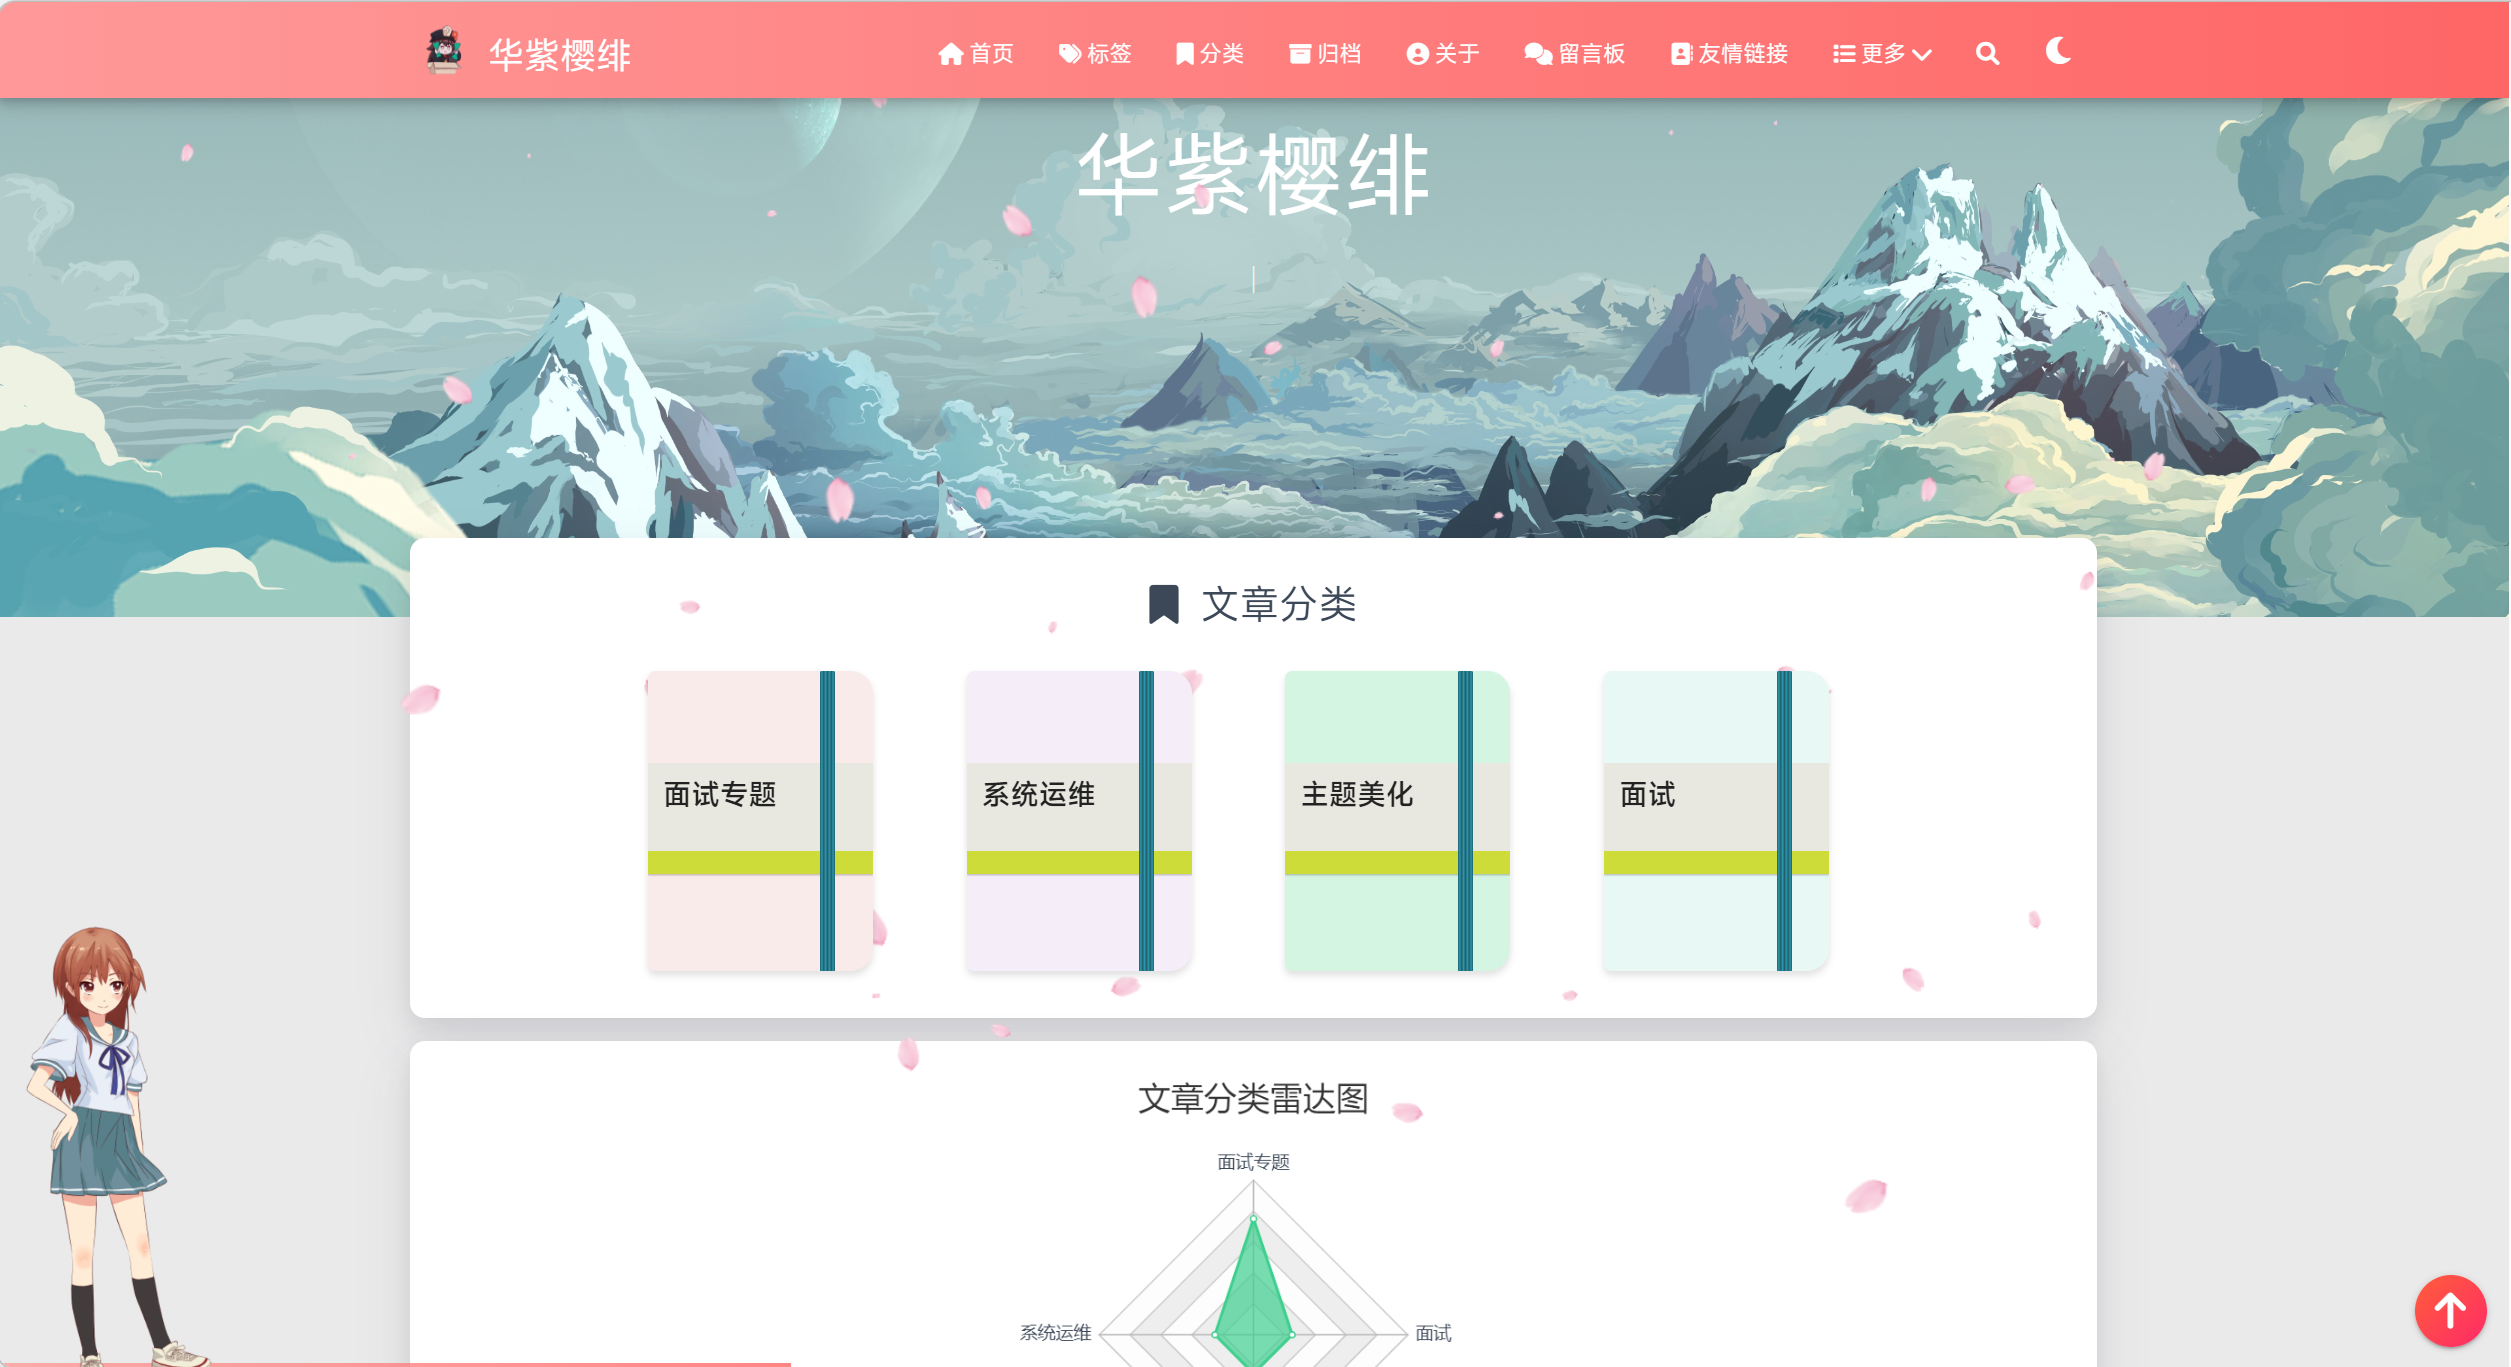 华紫樱绯
首页 标签 分类 归档 关于 留言板 友情链接 更多
华紫樱绯
文章分类
面试专题
系统运维
主题美化
面试
文章分类雷达图
面试专题
系统运维
面试